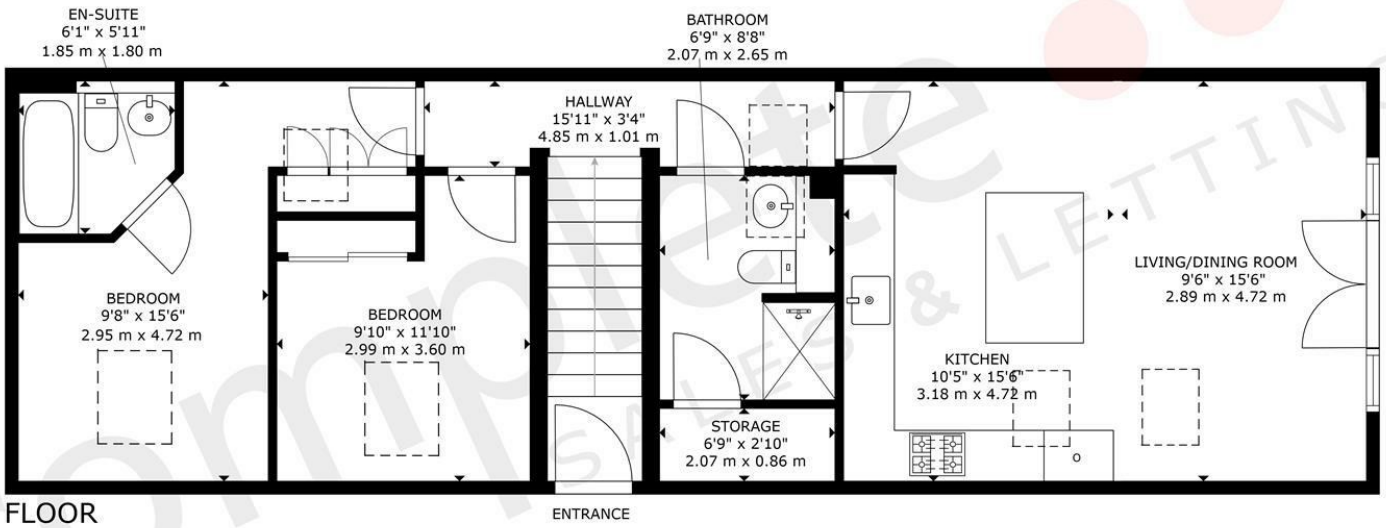 EN-SUITE
6'1" x 5'11"
1.85 m x 1.80 m
BATHROOM
6'9" x 8'8"
2.07 m x 2.65 m
HALLWAY
15'11" x 3'4"
4.85 m x 1.01 m
BEDROOM
9'8" x 15'6"
2.95 m x 4.72 m
BEDROOM
9'10" x 11'10"
2.99 m x 3.60 m
LIVING/DINING ROOM
9'6" x 15'6"
2.89 m x 4.72 m
KITCHEN
10'5" x 15'6"
3.18 m x 4.72 m
STORAGE
6'9" x 2'10"
2.07 m x 0.86 m
FLOOR
ENTRANCE
omplete
SALES & LETTIN